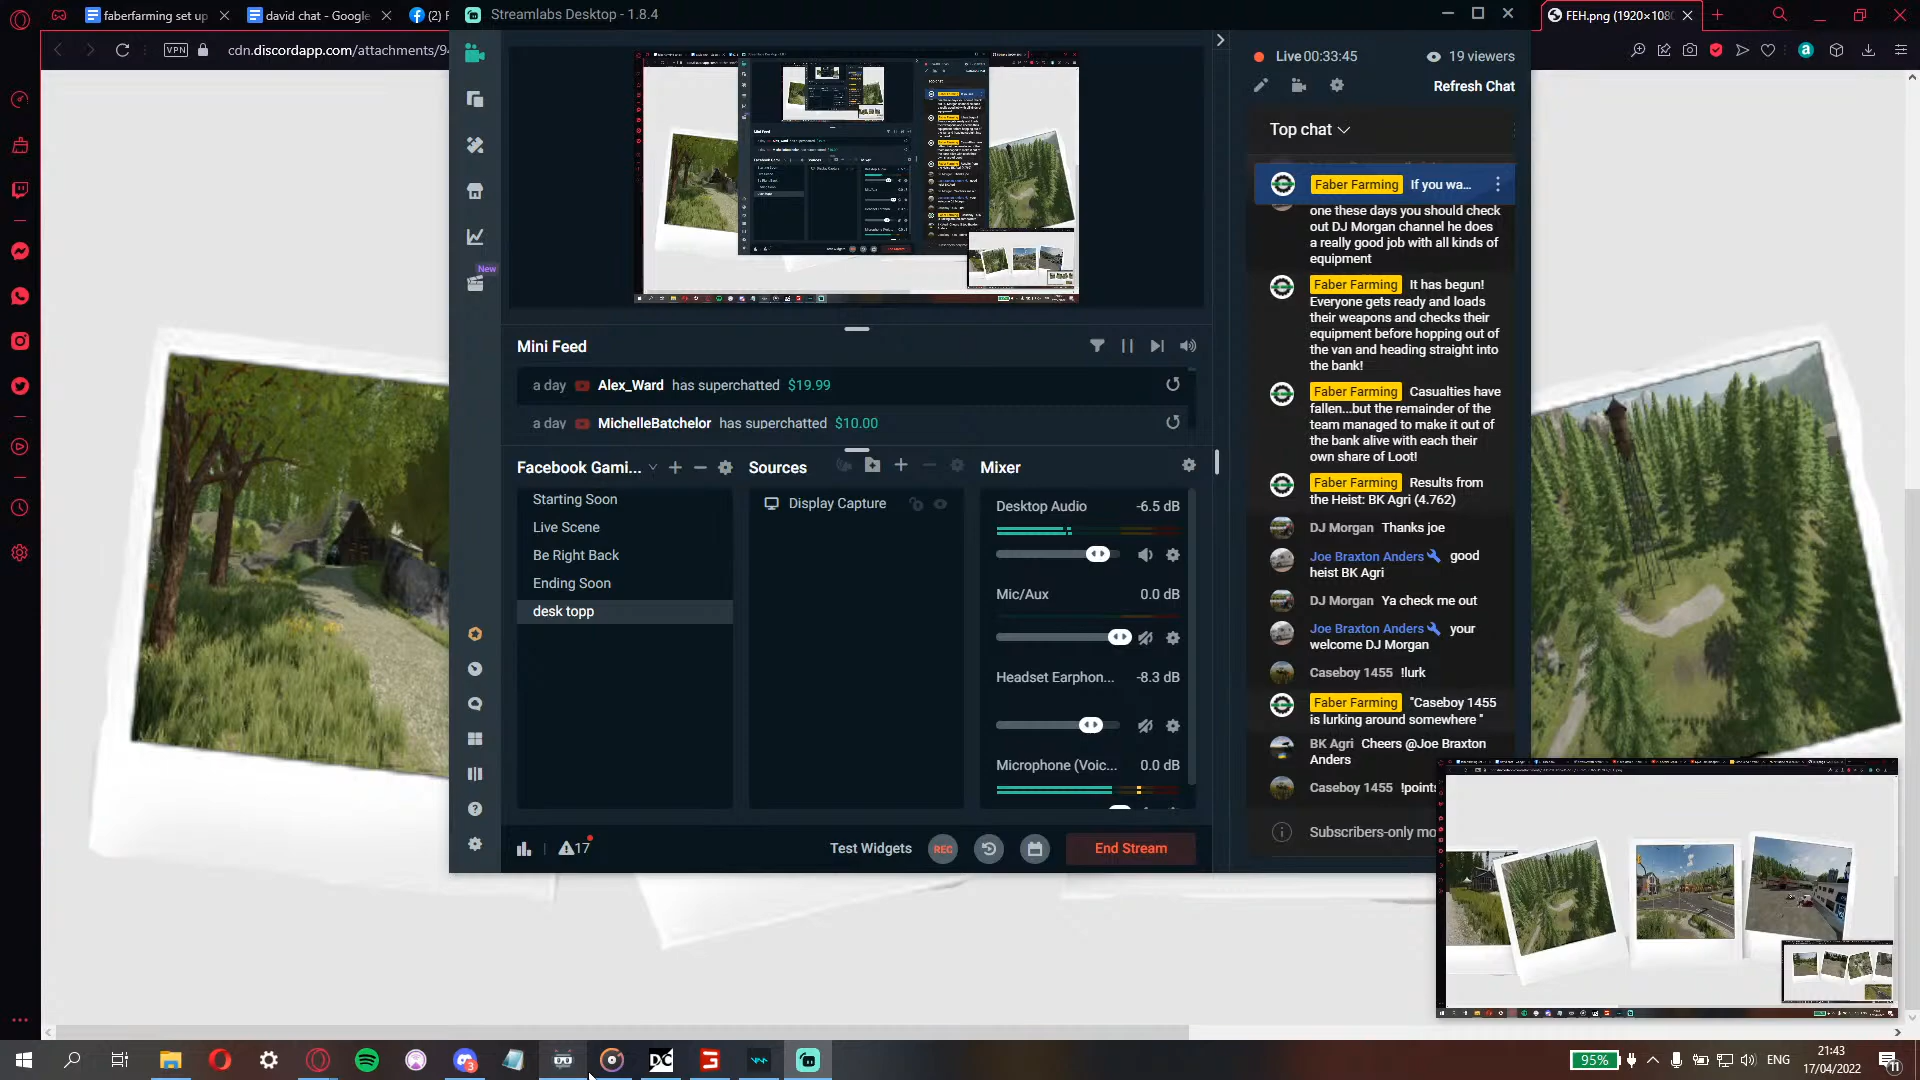 faberfarming set up
david chat - Google
(2) F
Streamlabs Desktop - 1.8.4
FEH.png (1920×1080
VPN
cdn.discordapp.com/attachments/94
Live 00:33:45
19 viewers
Refresh Chat
Top chat
Faber Farming If you wa...
one these days you should check
out DJ Morgan channel he does
a really good job with all kinds of
equipment
Faber Farming It has begun!
Everyone gets ready and loads
their weapons and checks their
equipment before hopping out of
the van and heading straight into
the bank!
Faber Farming Casualties have
fallen...but the remainder of the
team managed to make it out of
the bank alive with each their
own share of Loot!
Faber Farming Results from
the Heist: BK Agri (4.762)
DJ Morgan Thanks joe
Joe Braxton Anders good
heist BK Agri
DJ Morgan Ya check me out
Joe Braxton Anders your
welcome DJ Morgan
Caseboy 1455 !lurk
Faber Farming "Caseboy 1455
is lurking around somewhere "
BK Agri Cheers @Joe Braxton
Anders
Caseboy 1455 !points
Subscribers-only mo
New
Mini Feed
a day Alex_Ward has superchatted $19.99
a day MichelleBatchelor has superchatted $10.00
Facebook Gami...
Starting Soon
Live Scene
Be Right Back
Ending Soon
desk topp
Sources
Display Capture
Mixer
Desktop Audio -6.5 dB
Mic/Aux 0.0 dB
Headset Earphon... -8.3 dB
Microphone (Voic... 0.0 dB
17
Test Widgets
REC
End Stream
3
DC
95%
ENG
21:43
17/04/2022
11